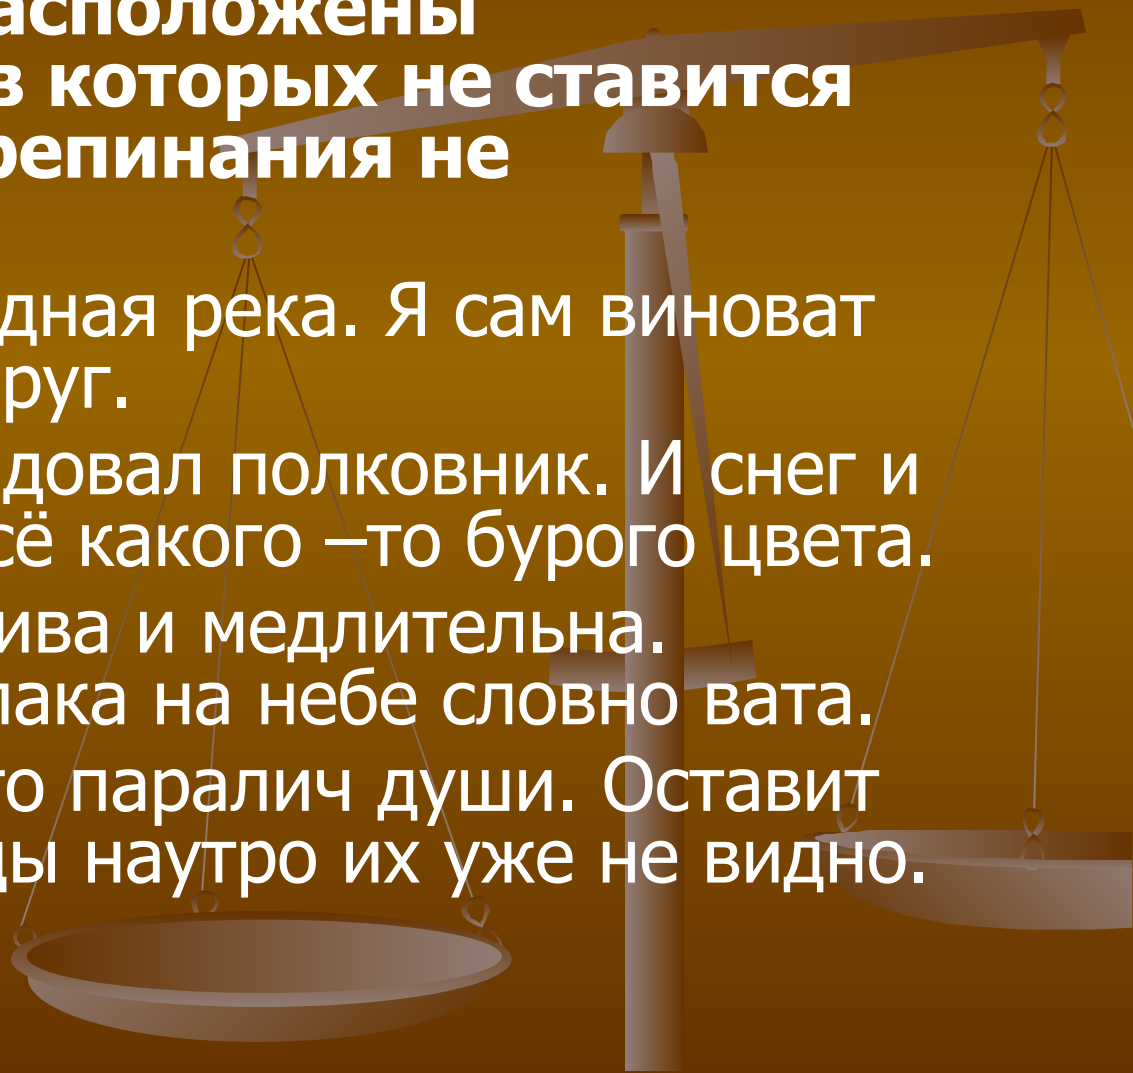 асположены
в которых не ставится
репинания не
дная река. Я сам виноват
руг.
довал полковник. И снег и
сё какого –то бурого цвета.
ива и медлительна.
лака на небе словно вата.
то паралич души. Оставит
ды наутро их уже не видно.